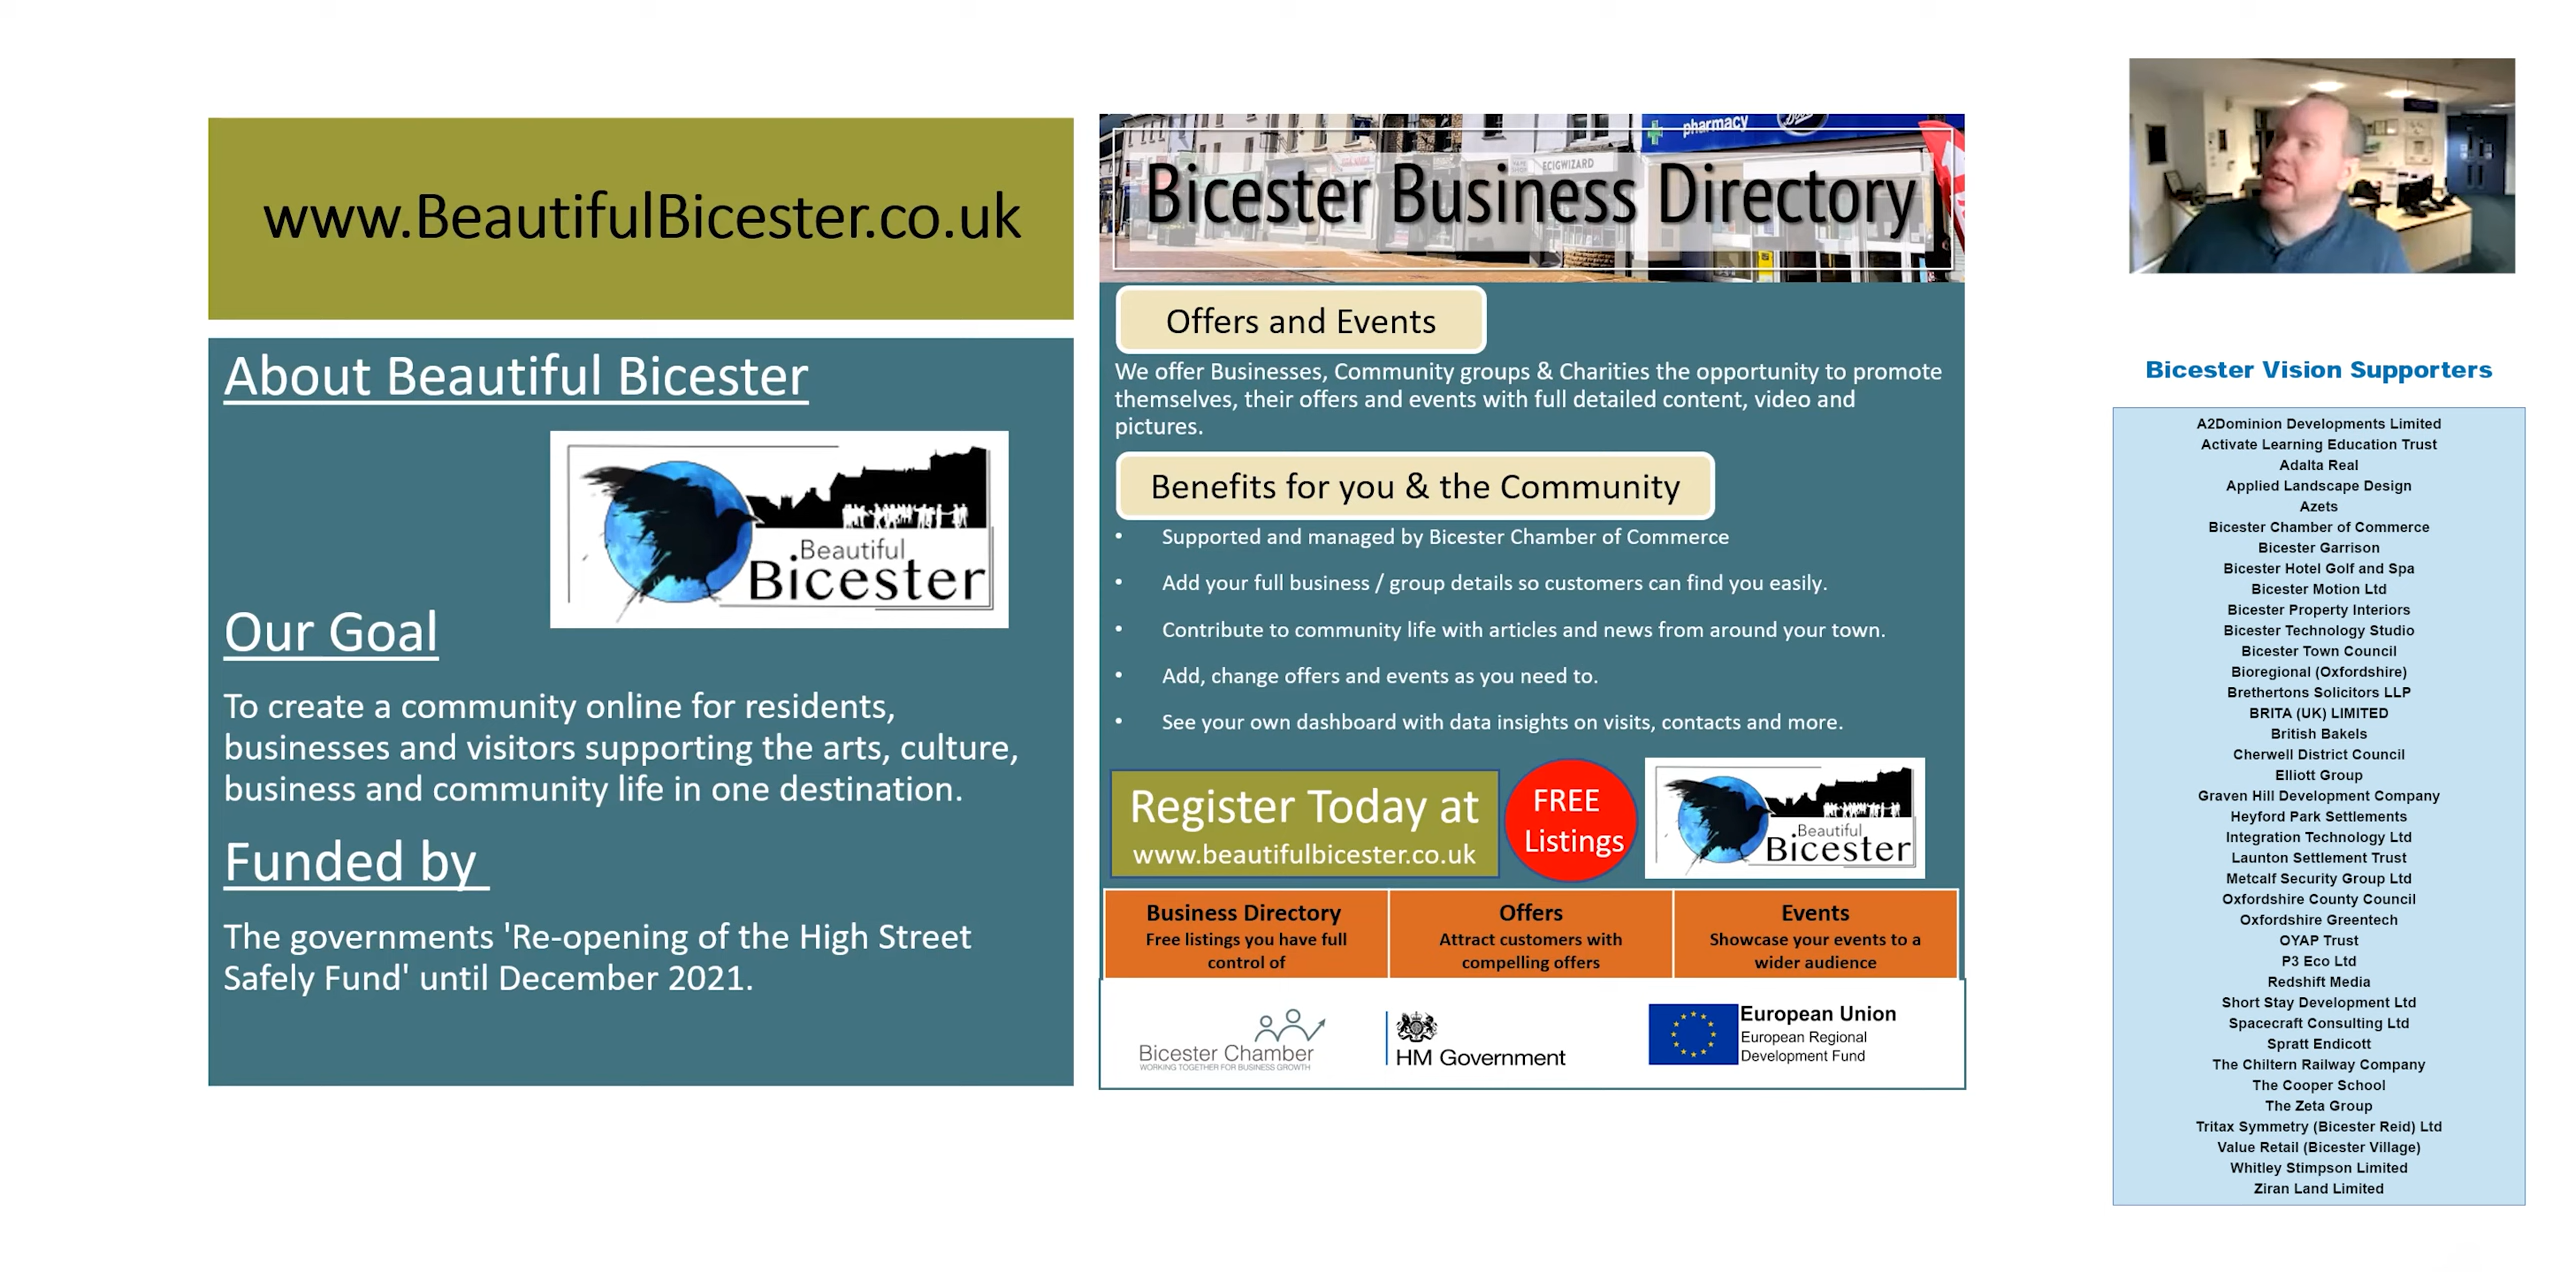 www.BeautifulBicester.co.uk
About Beautiful Bicester
Beautiful
Bicester
Our Goal
To create a community online for residents,
businesses and visitors supporting the arts, culture,
business and community life in one destination.
Funded by
The governments 'Re-opening of the High Street
Safely Fund' until December 2021.
pharmacy
ECIGWIZARD
Bicester Business Directory
Offers and Events
We offer Businesses, Community groups & Charities the opportunity to promote
themselves, their offers and events with full detailed content, video and
pictures.
Benefits for you & the Community
• Supported and managed by Bicester Chamber of Commerce
• Add your full business / group details so customers can find you easily.
• Contribute to community life with articles and news from around your town.
• Add, change offers and events as you need to.
• See your own dashboard with data insights on visits, contacts and more.
Register Today at
www.beautifulbicester.co.uk
FREE
Listings
Beautiful
Bicester
Business Directory
Free listings you have full
control of
Offers
Attract customers with
compelling offers
Events
Showcase your events to a
wider audience
Bicester Chamber
WORKING TOGETHER FOR BUSINESS GROWTH
HM Government
European Union
European Regional
Development Fund
Bicester Vision Supporters
A2Dominion Developments Limited
Activate Learning Education Trust
Adalta Real
Applied Landscape Design
Azets
Bicester Chamber of Commerce
Bicester Garrison
Bicester Hotel Golf and Spa
Bicester Motion Ltd
Bicester Property Interiors
Bicester Technology Studio
Bicester Town Council
Bioregional (Oxfordshire)
Brethertons Solicitors LLP
BRITA (UK) LIMITED
British Bakels
Cherwell District Council
Elliott Group
Graven Hill Development Company
Heyford Park Settlements
Integration Technology Ltd
Launton Settlement Trust
Metcalf Security Group Ltd
Oxfordshire County Council
Oxfordshire Greentech
OYAP Trust
P3 Eco Ltd
Redshift Media
Short Stay Development Ltd
Spacecraft Consulting Ltd
Spratt Endicott
The Chiltern Railway Company
The Cooper School
The Zeta Group
Tritax Symmetry (Bicester Reid) Ltd
Value Retail (Bicester Village)
Whitley Stimpson Limited
Ziran Land Limited